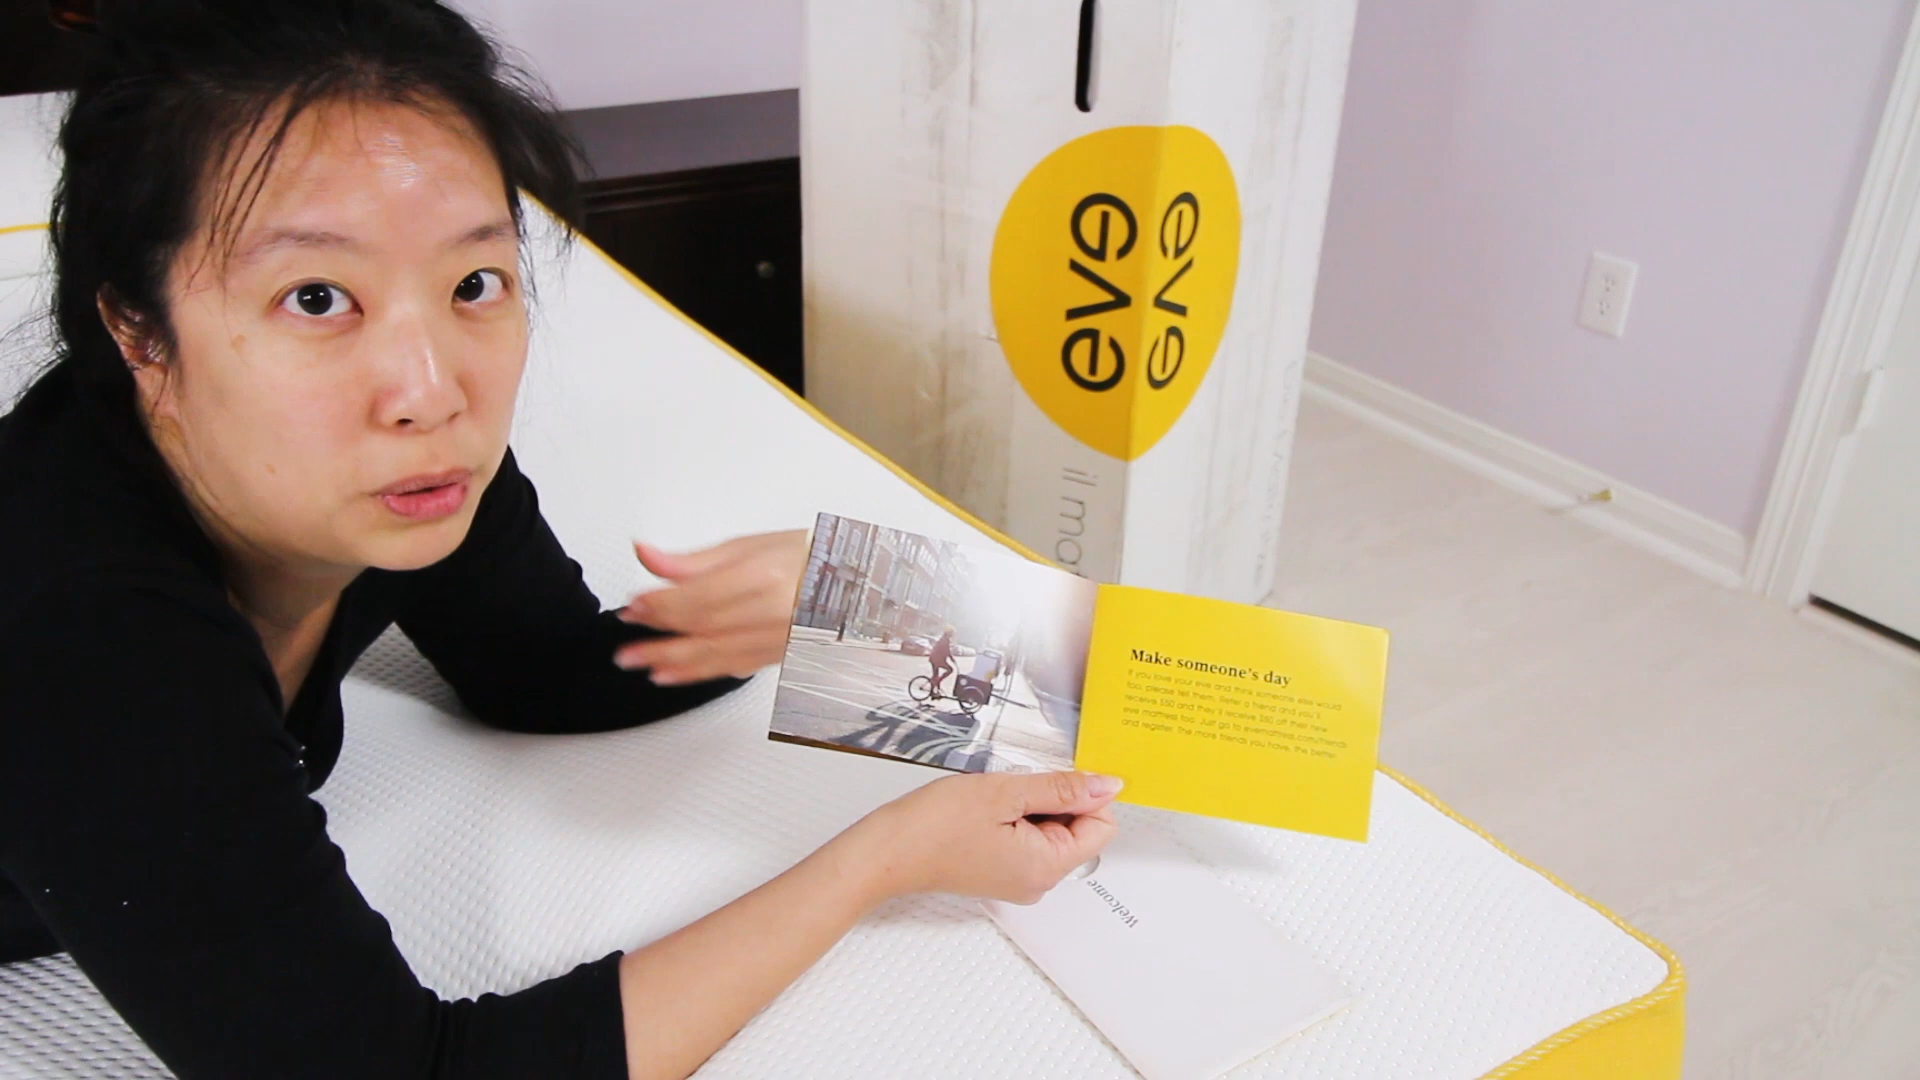 eve
eve
il mat
Make someone's day
If you love your eve and think someone else would
too, please tell them. Refer a friend and you'll
receive $50 and they'll receive $50 off their new
eve mattress too. Just go to evemattress.com/friends
and register. The more friends you have, the better.
Welcome